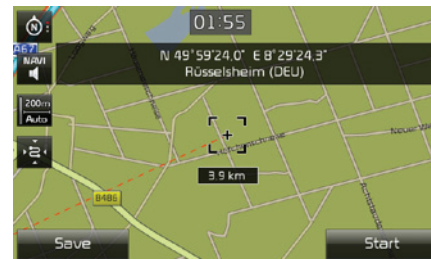 01:55
A67
N 49°59'24,0" E 8°29'24,3"
NAVI
Rüsselsheim (DEU)
200m
Auto
3.9 km
B486
Save
Start